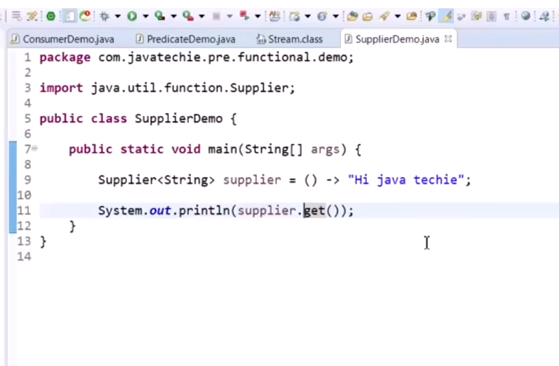 ConsumerDemo.java PredicateDemo.java Stream.class SupplierDemo.java
1 package com.javatechie.pre.functional.demo;
2
3 import java.util.function.Supplier;
4
5 public class SupplierDemo {
6
7 public static void main(String[] args) {
8
9 Supplier<String> supplier = () -> "Hi java techie";
10
11 System.out.println(supplier.get());
12 }
13 }
14